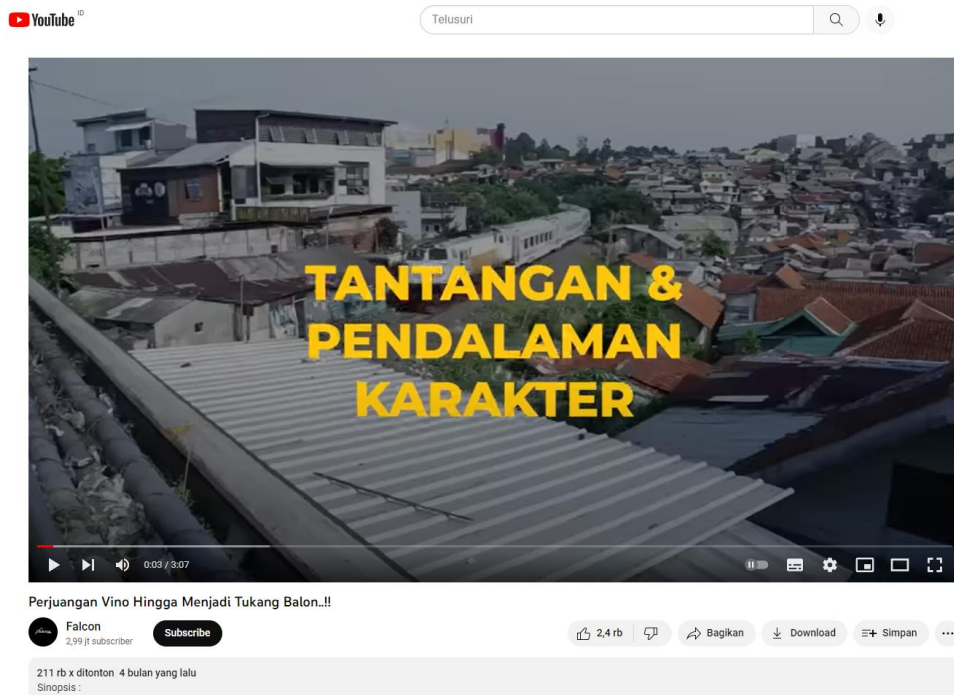 YouTube ID
Telusuri
TANTANGAN &
PENDALAMAN
KARAKTER
0:03 / 3:07
Perjuangan Vino Hingga Menjadi Tukang Balon..!!
Falcon
2,99 jt subscriber
Subscribe
2,4 rb
Bagikan
Download
Simpan
211 rb x ditonton 4 bulan yang lalu
Sinopsis :